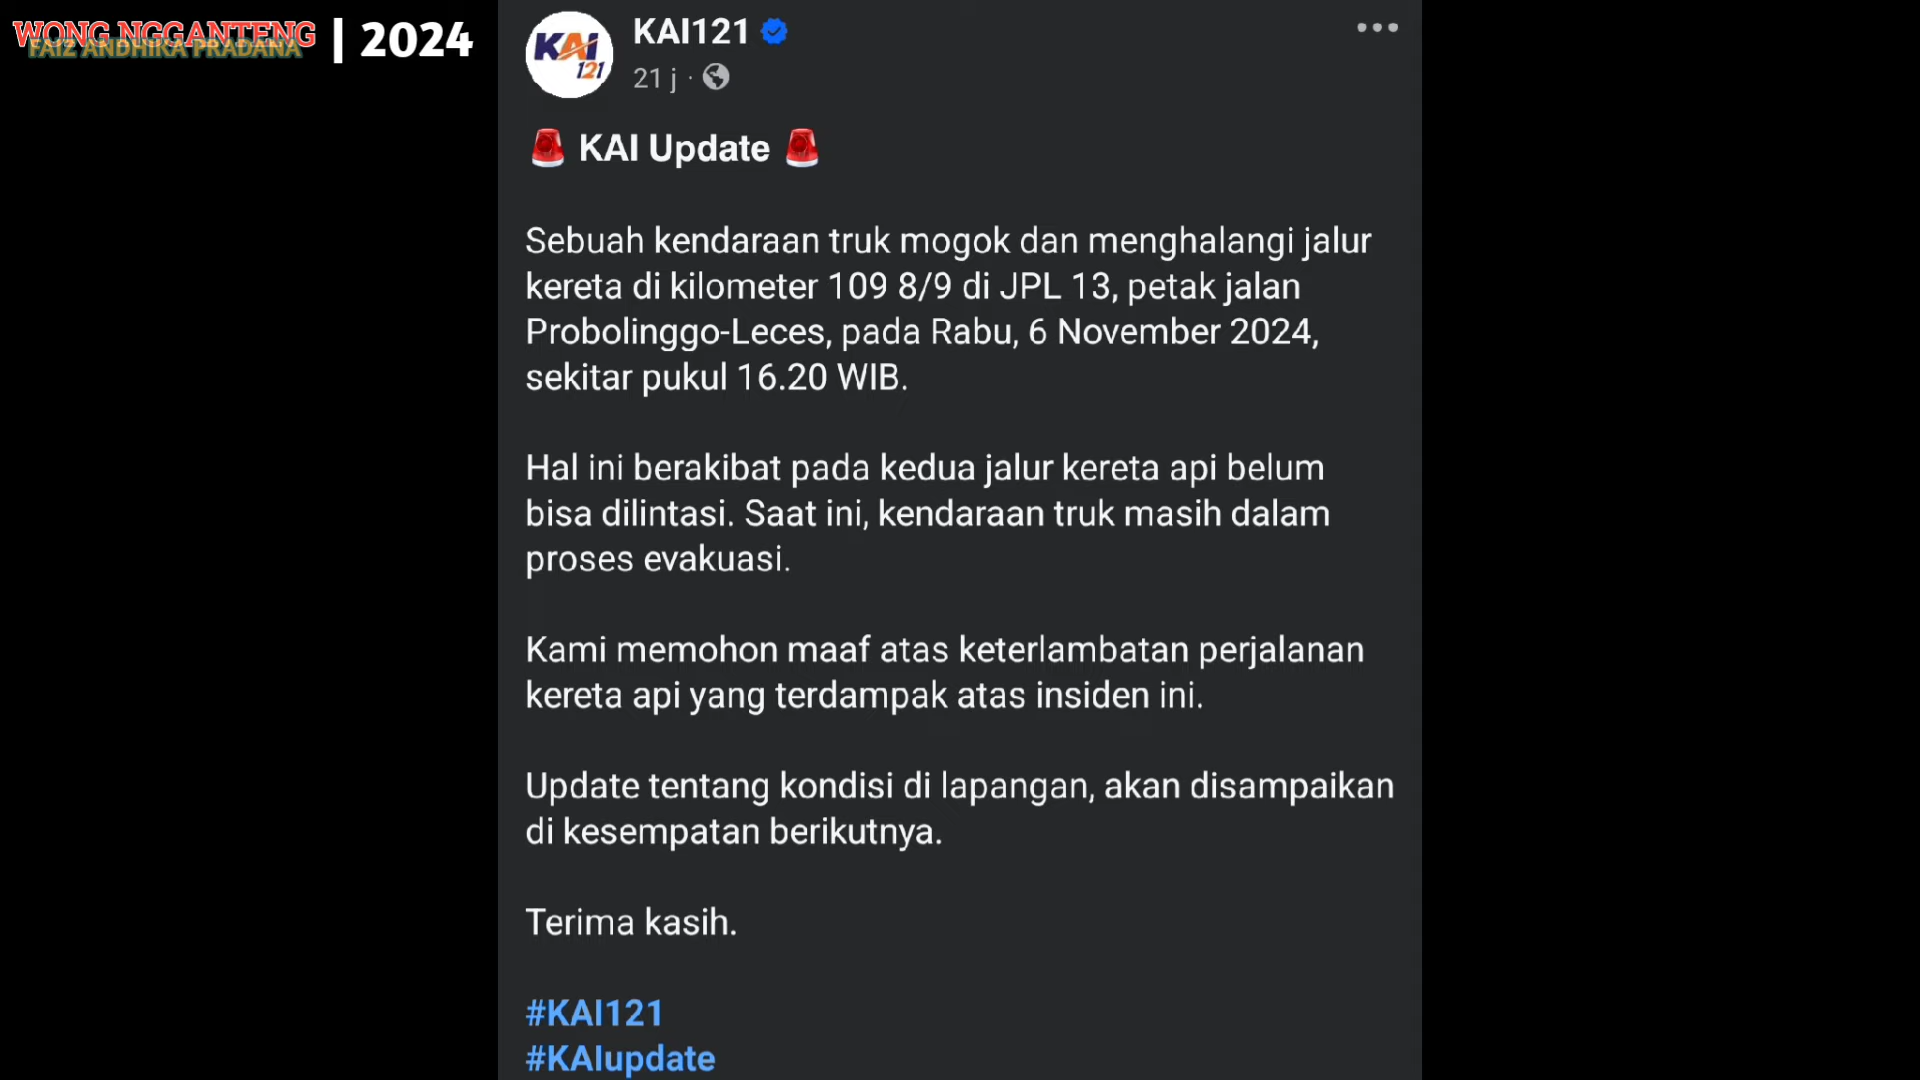 WONG NGGANTENG
FAIZ ANDHIKA PRADANA
| 2024
KAI
121
KAI121
21 j ·
KAI Update
Sebuah kendaraan truk mogok dan menghalangi jalur
kereta di kilometer 109 8/9 di JPL 13, petak jalan
Probolinggo-Leces, pada Rabu, 6 November 2024,
sekitar pukul 16.20 WIB.
Hal ini berakibat pada kedua jalur kereta api belum
bisa dilintasi. Saat ini, kendaraan truk masih dalam
proses evakuasi.
Kami memohon maaf atas keterlambatan perjalanan
kereta api yang terdampak atas insiden ini.
Update tentang kondisi di lapangan, akan disampaikan
di kesempatan berikutnya.
Terima kasih.
#KAI121
#KAIupdate